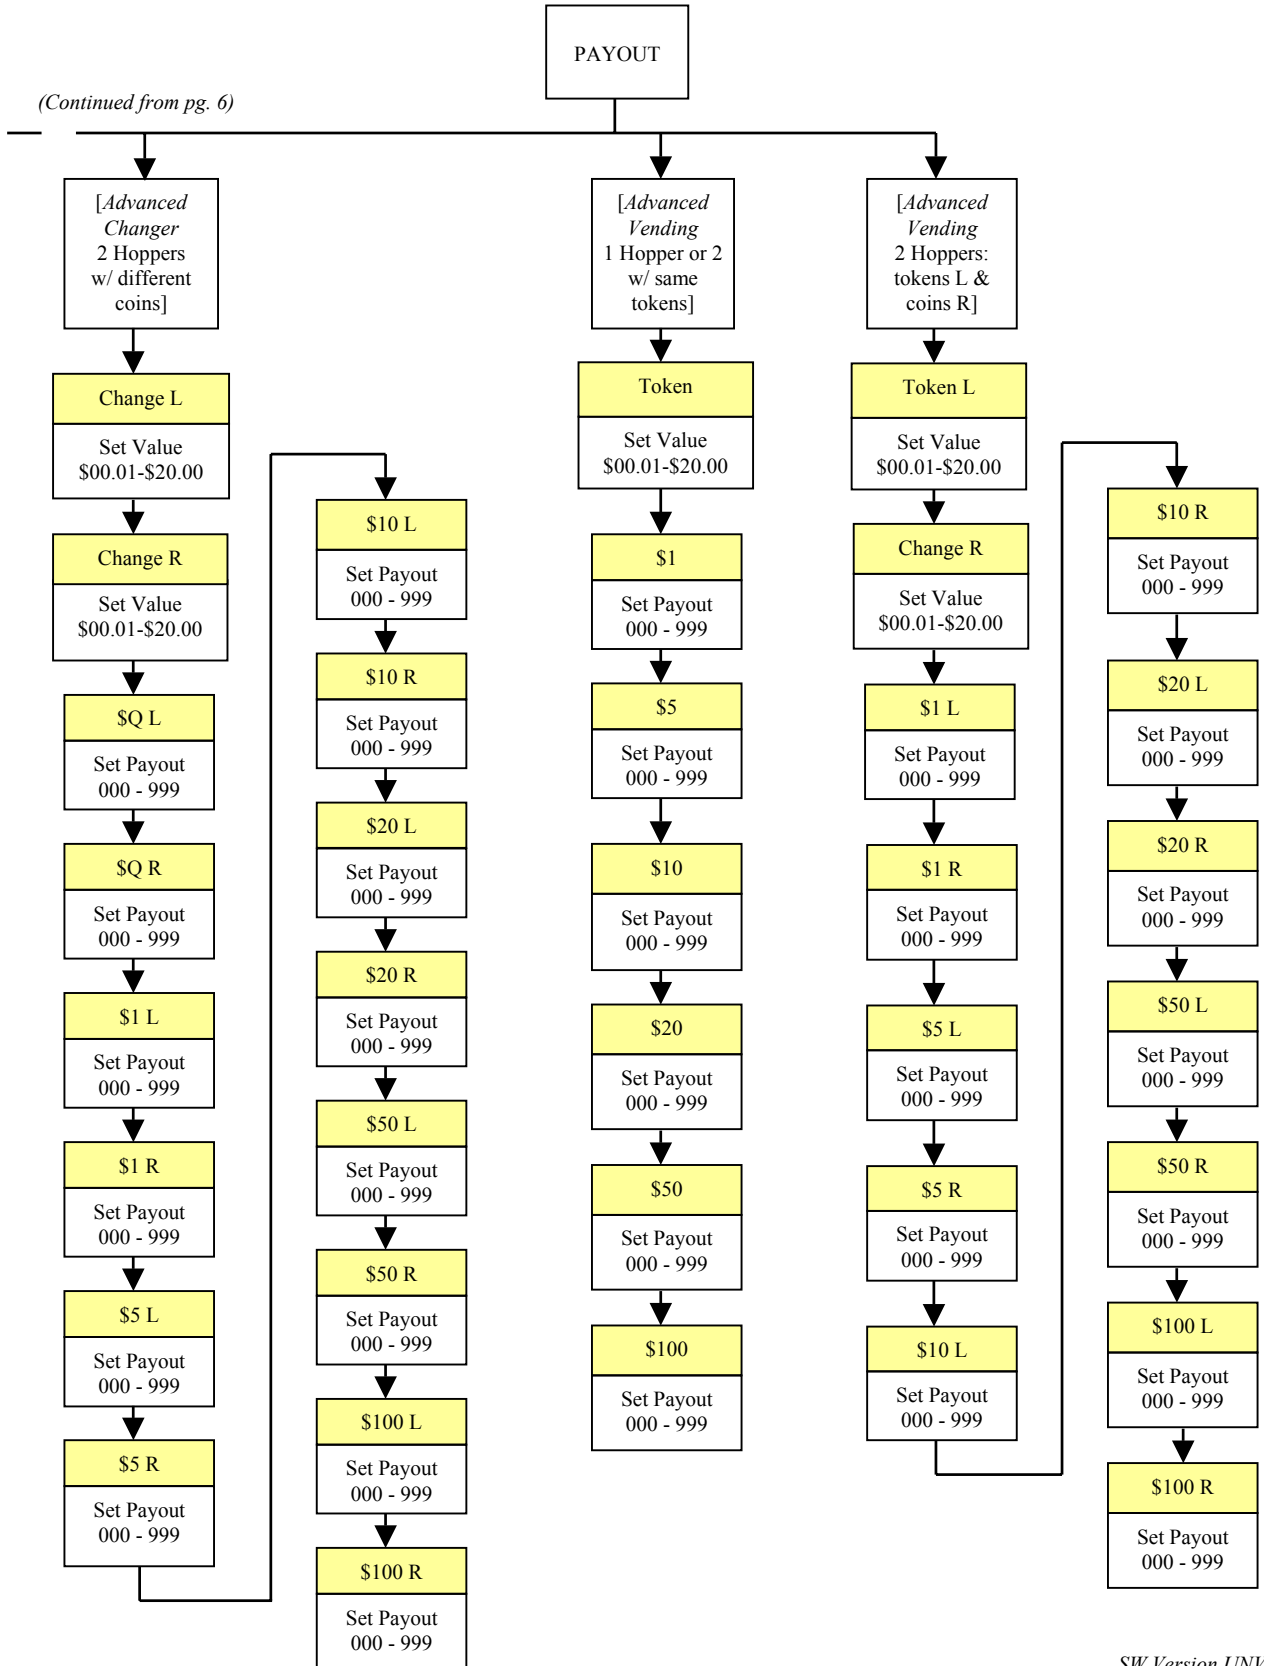 PAYOUT
(Continued from pg. 6)
[Advanced
Changer
2 Hoppers
w/ different
coins]
Change L
Set Value
$00.01-$20.00
Change R
Set Value
$00.01-$20.00
$Q L
Set Payout
000 - 999
$Q R
Set Payout
000 - 999
$1 L
Set Payout
000 - 999
$1 R
Set Payout
000 - 999
$5 L
Set Payout
000 - 999
$5 R
Set Payout
000 - 999
$10 L
Set Payout
000 - 999
$10 R
Set Payout
000 - 999
$20 L
Set Payout
000 - 999
$20 R
Set Payout
000 - 999
$50 L
Set Payout
000 - 999
$50 R
Set Payout
000 - 999
$100 L
Set Payout
000 - 999
$100 R
Set Payout
000 - 999
[Advanced
Vending
1 Hopper or 2
w/ same
tokens]
Token
Set Value
$00.01-$20.00
$1
Set Payout
000 - 999
$5
Set Payout
000 - 999
$10
Set Payout
000 - 999
$20
Set Payout
000 - 999
$50
Set Payout
000 - 999
$100
Set Payout
000 - 999
[Advanced
Vending
2 Hoppers:
tokens L &
coins R]
Token L
Set Value
$00.01-$20.00
Change R
Set Value
$00.01-$20.00
$1 L
Set Payout
000 - 999
$1 R
Set Payout
000 - 999
$5 L
Set Payout
000 - 999
$5 R
Set Payout
000 - 999
$10 L
Set Payout
000 - 999
$10 R
Set Payout
000 - 999
$20 L
Set Payout
000 - 999
$20 R
Set Payout
000 - 999
$50 L
Set Payout
000 - 999
$50 R
Set Payout
000 - 999
$100 L
Set Payout
000 - 999
$100 R
Set Payout
000 - 999
SW Version